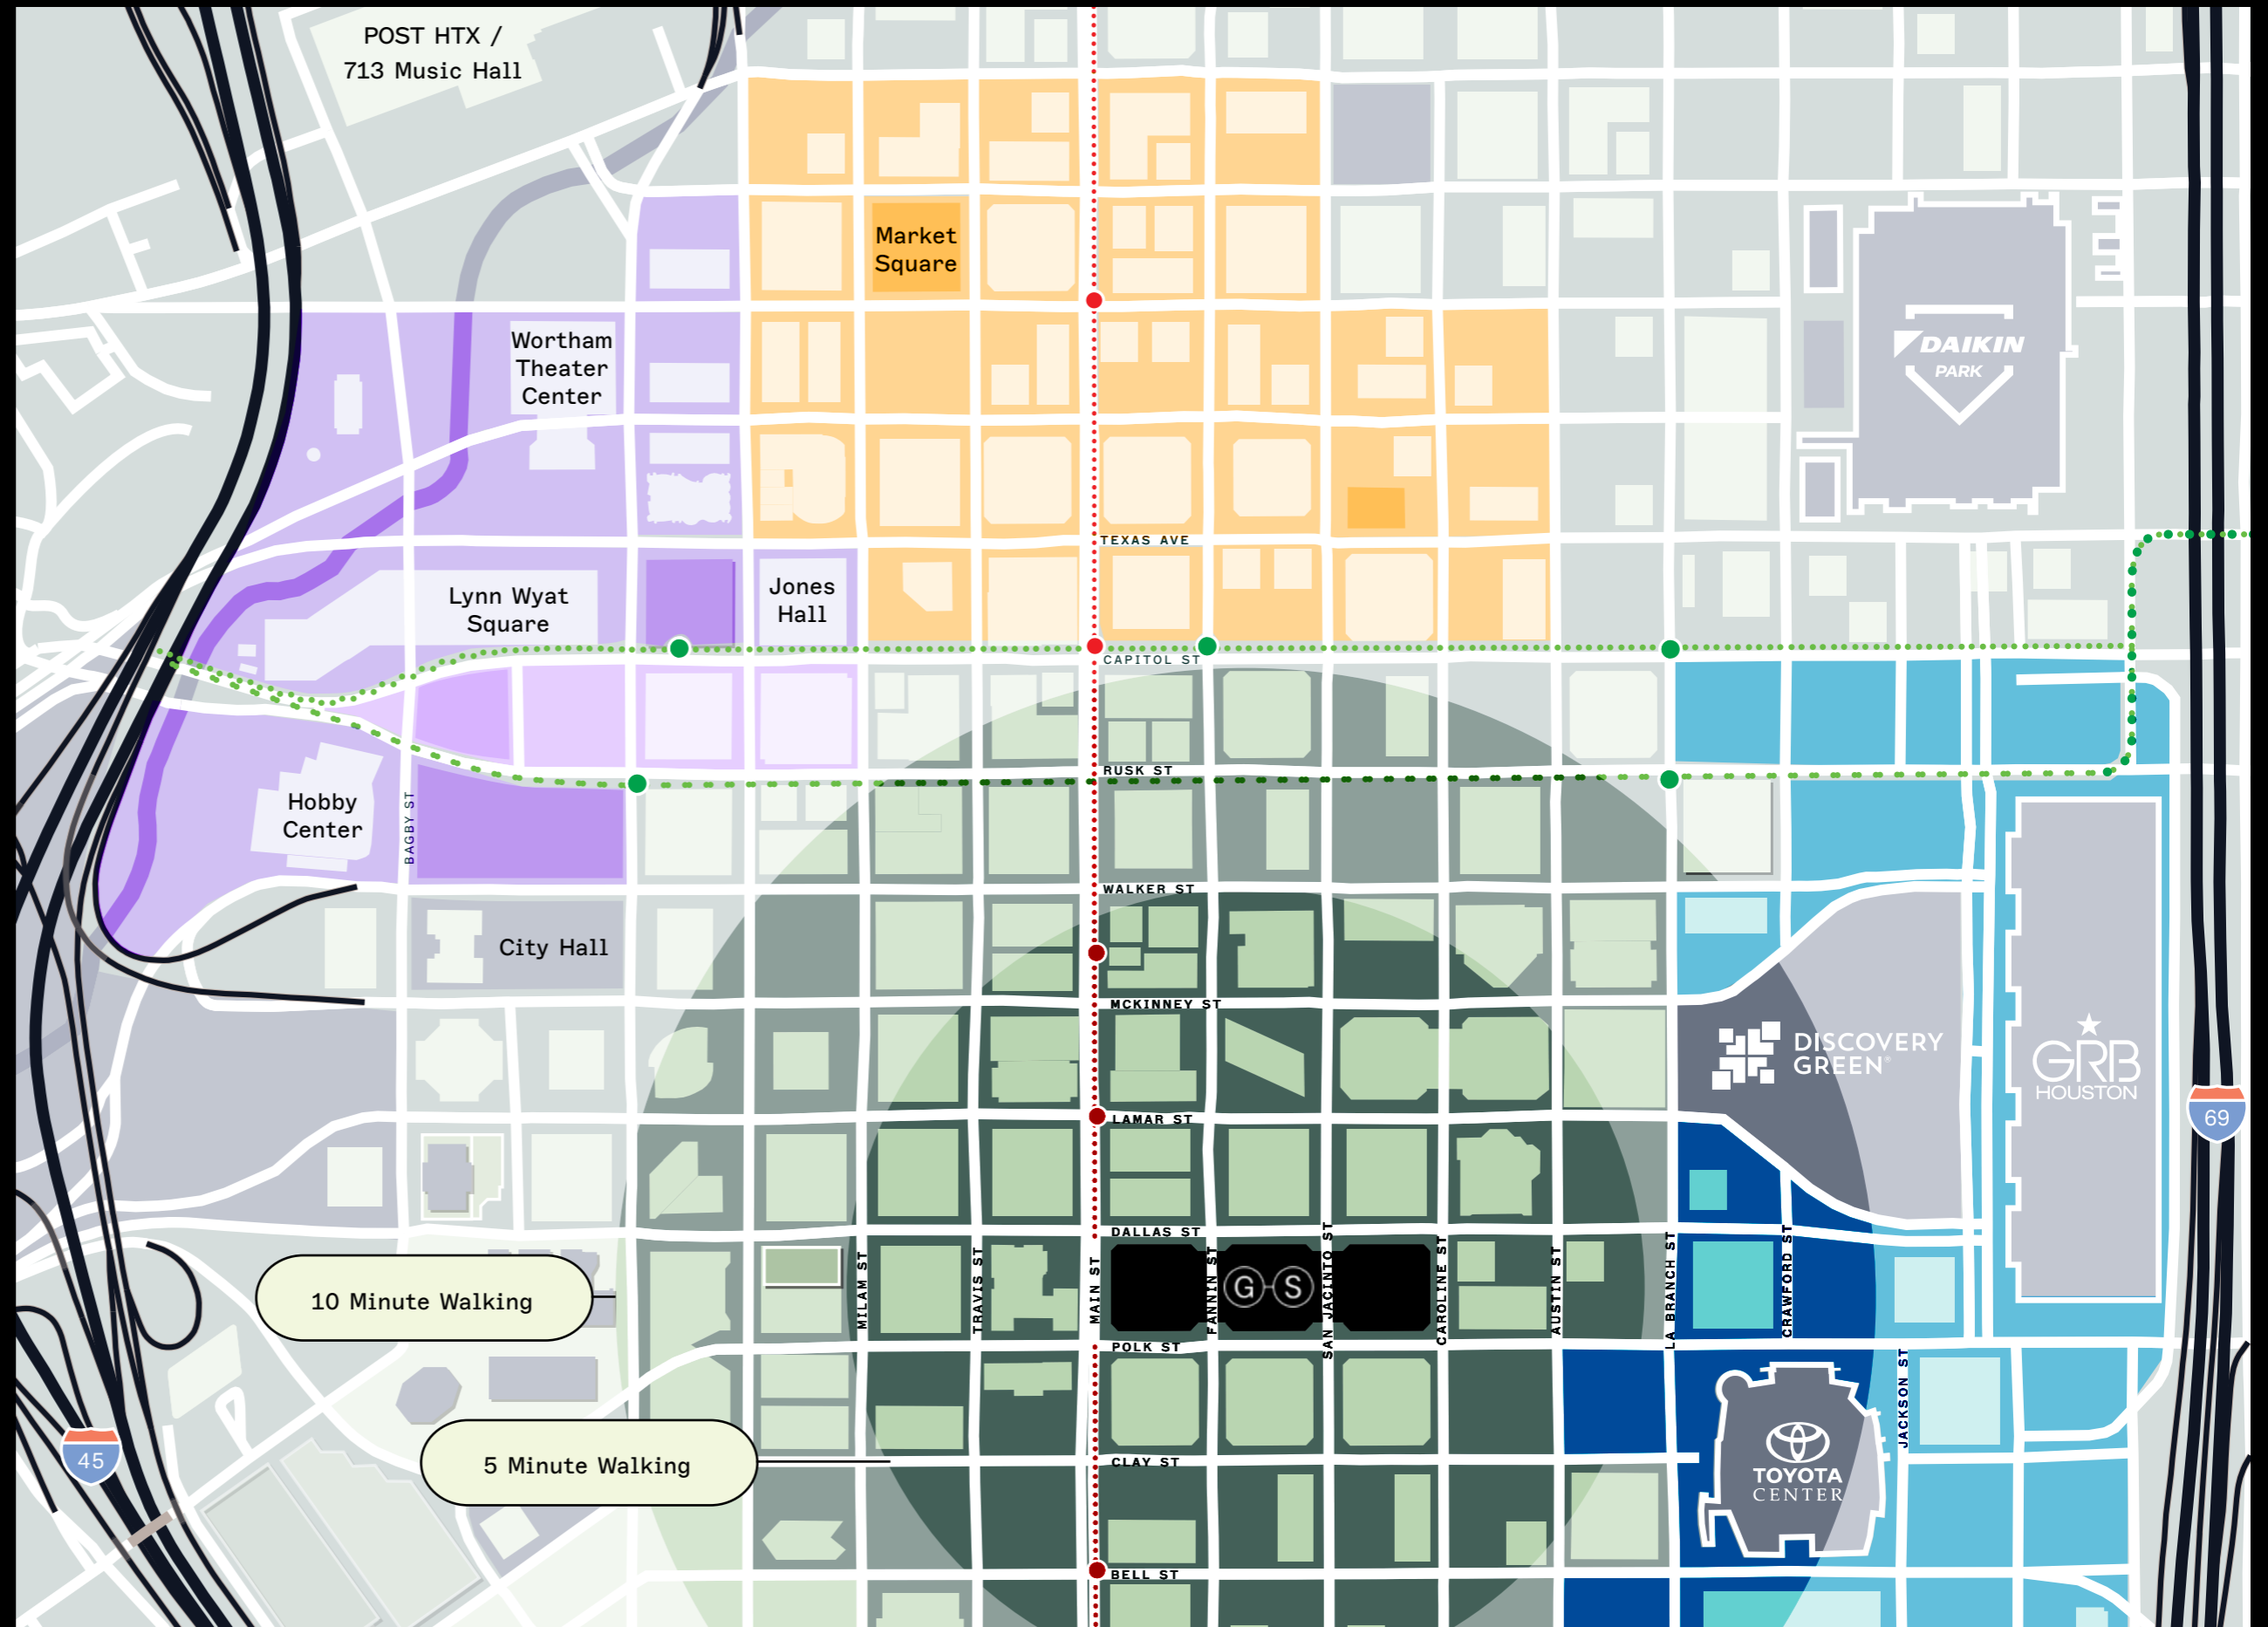 POST HTX /
713 Music Hall
Market
Square
Wortham
Theater
Center
DAIKIN
PARK
TEXAS AVE
Jones
Hall
Lynn Wyat
Square
CAPITOL ST
RUSK ST
Hobby
Center
BAGBY ST
WALKER ST
City Hall
MCKINNEY ST
DISCOVERY
GREEN®
GRB
HOUSTON
69
LAMAR ST
DALLAS ST
10 Minute Walking
MILAM ST
TRAVIS ST
MAIN ST
FANNIN ST
G-S
SAN JACINTO ST
CAROLINE ST
AUSTIN ST
LA BRANCH ST
CRAWFORD ST
POLK ST
JACKSON ST
TOYOTA
CENTER
45
5 Minute Walking
CLAY ST
BELL ST